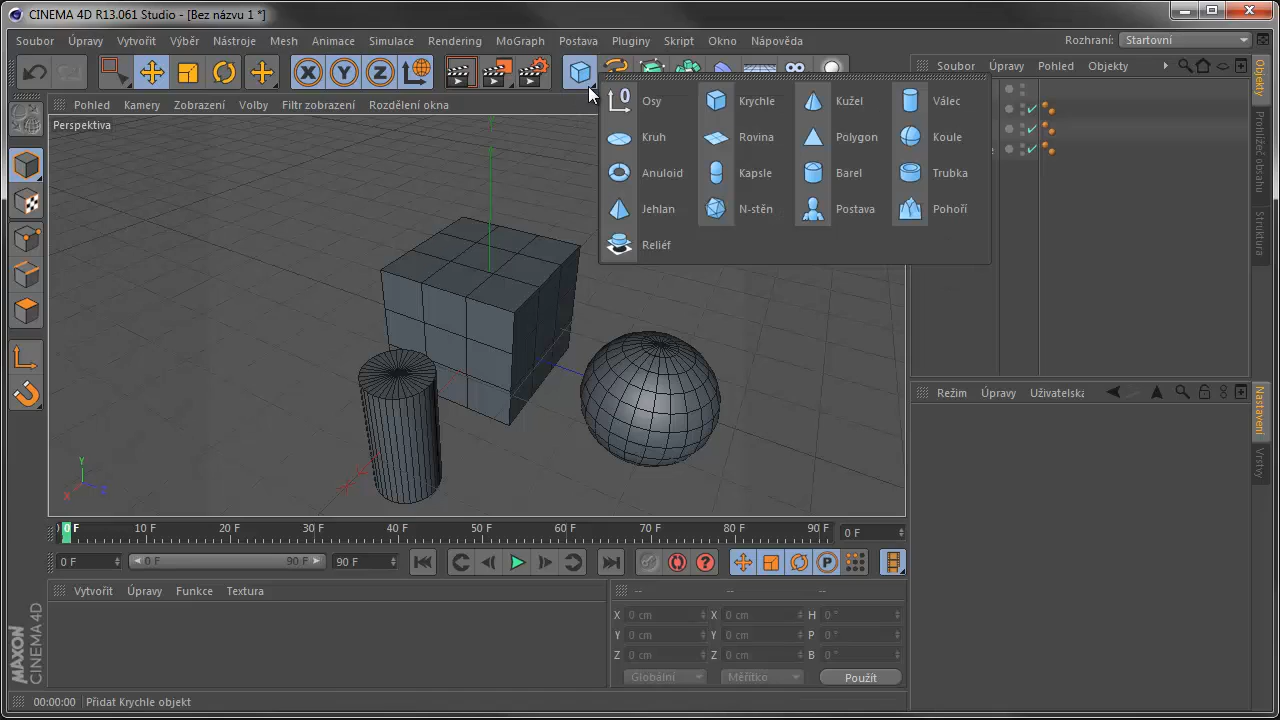 CINEMA 4D R13.061 Studio - [Bez názvu 1 *]
Soubor Úpravy Vytvořit Výběr Nástroje Mesh Animace Simulace Rendering MoGraph Postava Pluginy Skript Okno Nápověda
Rozhraní: Startovní
Soubor Úpravy Pohled Objekty
Pohled Kamery Zobrazení Volby Filtr zobrazení Rozdělení okna
Perspektiva
Osy Krychle Kužel Válec
Kruh Rovina Polygon Koule
Anuloid Kapsle Barel Trubka
Jehlan N-stěn Postava Pohoří
Reliéf
Objekty
Prohlížeč obsahu
Struktura
Režim Úpravy Uživatelska
Nastavení
Vrstvy
Y
X Z
0 F 10 F 20 F 30 F 40 F 50 F 60 F 70 F 80 F 90 F 0 F
0 F 0 F 90 F 90 F
Vytvořit Úpravy Funkce Textura
-- -- --
X 0 cm X 0 cm H 0 °
Y 0 cm Y 0 cm P 0 °
Z 0 cm Z 0 cm B 0 °
Globální Měřítko Použít
MAXON
CINEMA 4D
00:00:00 Přidat Krychle objekt